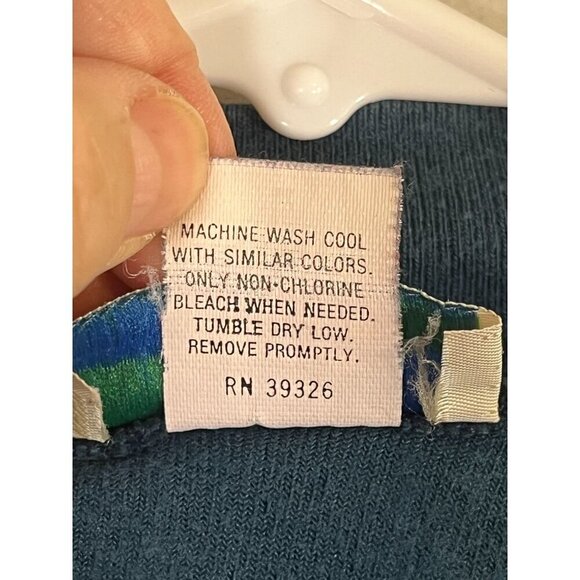 MACHINE WASH COOL
WITH SIMILAR COLORS.
ONLY NON-CHLORINE
BLEACH WHEN NEEDED.
TUMBLE DRY LOW.
REMOVE PROMPTLY.
RN 39326